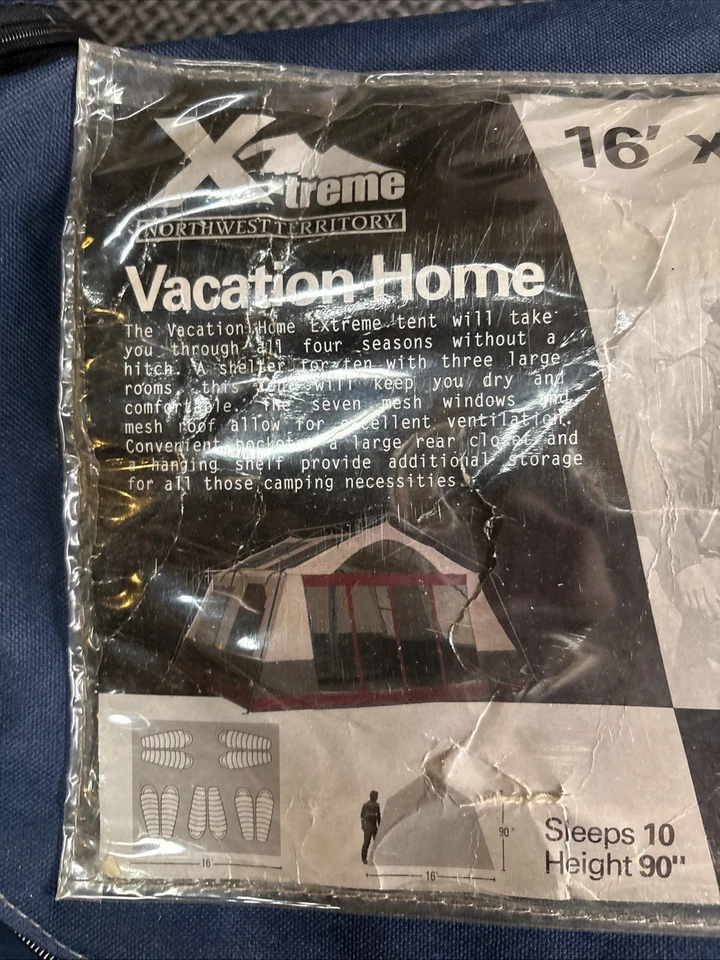 Xtreme
NORTHWEST TERRITORY
16' x
Vacation Home
The Vacation Home EXtreme tent will take
you through all four seasons without a
hitch. A shelter for ten with three large
rooms, this tent will keep you dry and
comfortable. The seven mesh windows and
mesh roof allow for excellent ventilation.
Convenient pockets, a large rear closet and
a hanging shelf provide additional storage
for all those camping necessities.
16'
90"
16'
Sleeps 10
Height 90"